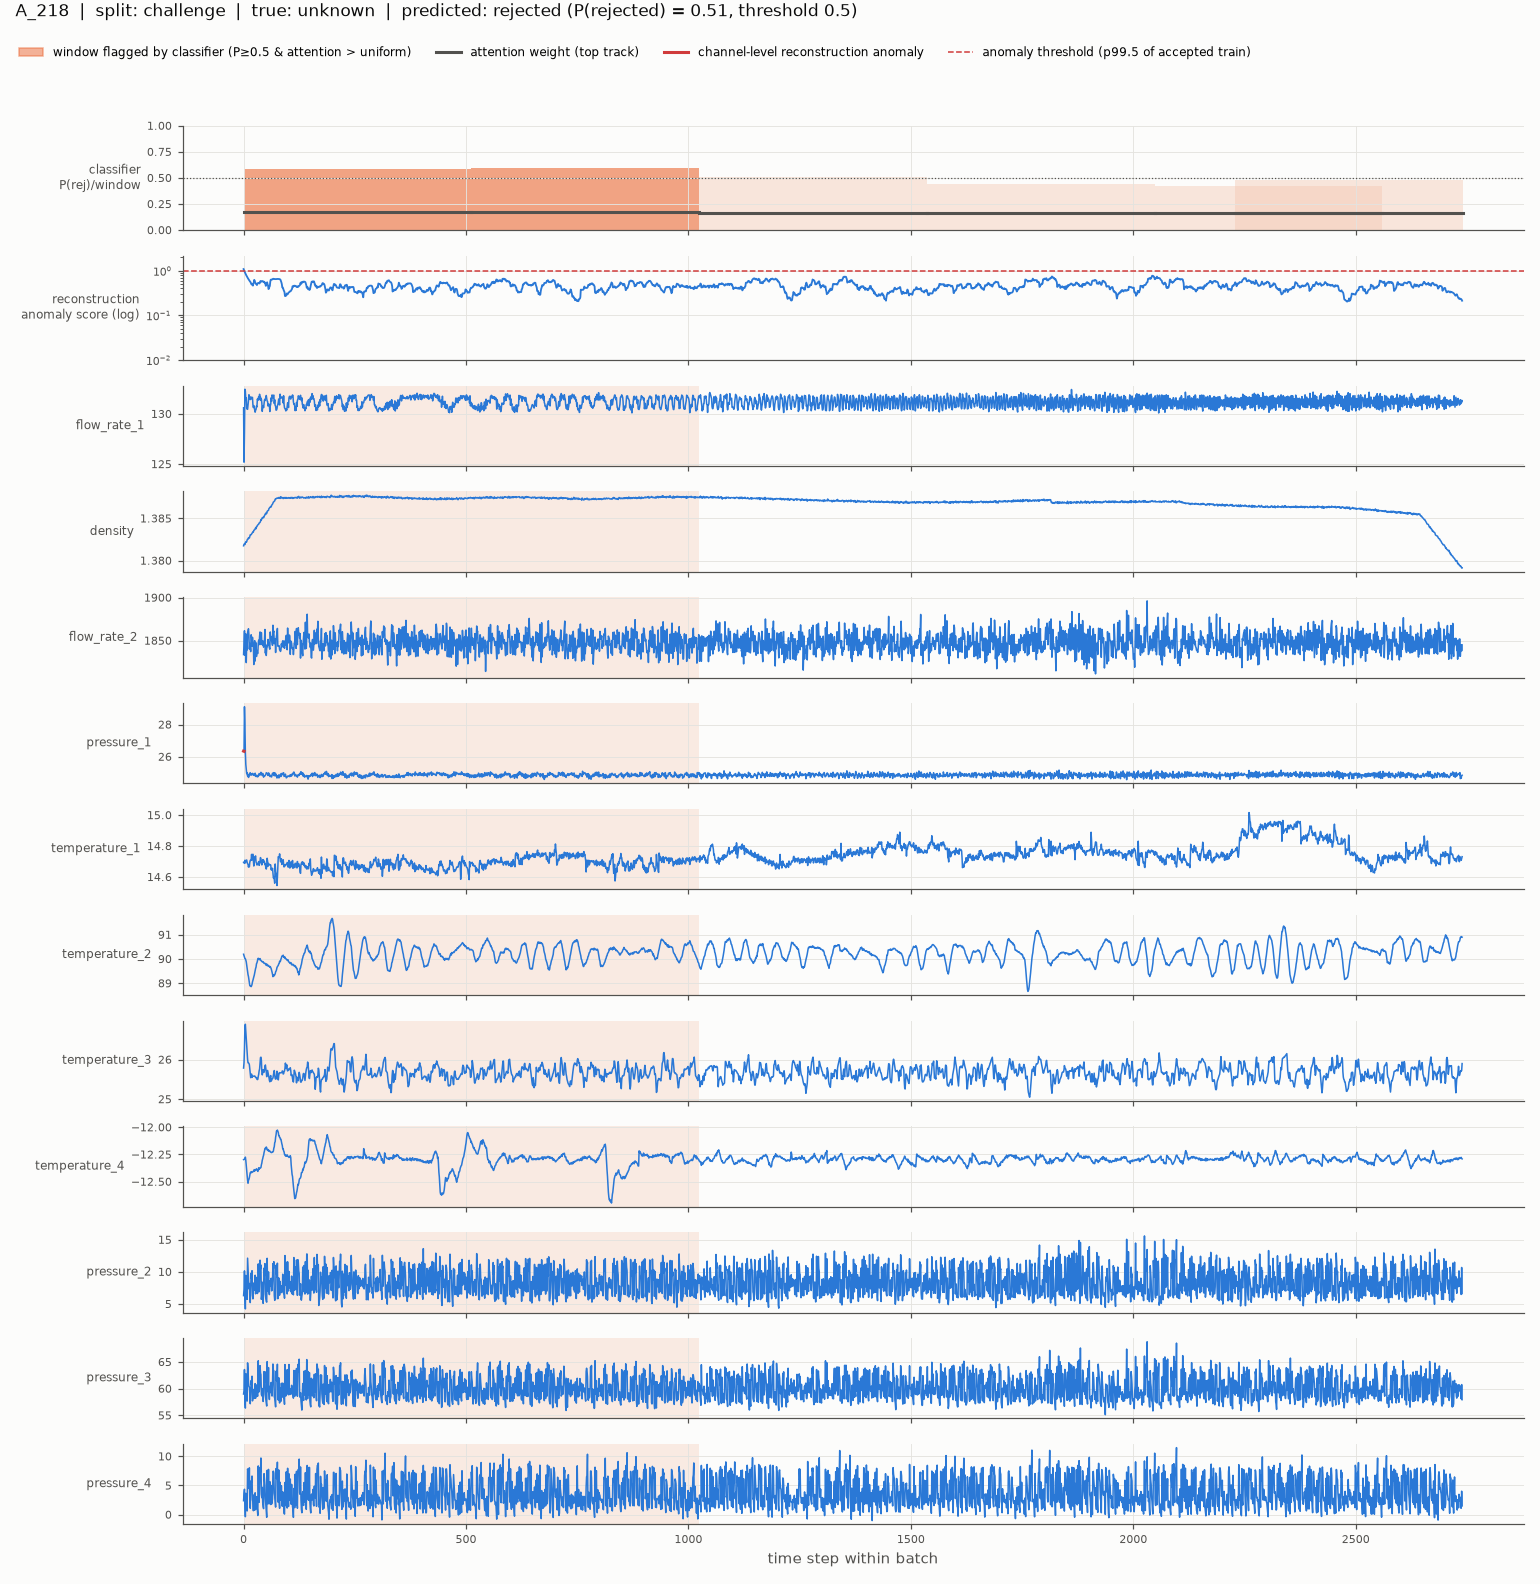 A_218 | split: challenge | true: unknown | predicted: rejected (P(rejected) = 0.51, threshold 0.5)
window flagged by classifier (P≥0.5 & attention > uniform) attention weight (top track) channel-level reconstruction anomaly anomaly threshold (p99.5 of accepted train)
1.00
0.75
classifier
P(rej)/window
0.50
0.25
0.00
10⁰
reconstruction
anomaly score (log)
10⁻¹
10⁻²
130
flow_rate_1
125
1.385
density
1.380
1900
flow_rate_2
1850
28
pressure_1
26
15.0
temperature_1
14.8
14.6
91
temperature_2
90
89
temperature_3
26
25
−12.00
−12.25
temperature_4
−12.50
15
pressure_2
10
5
65
pressure_3
60
55
10
pressure_4
5
0
0 500 1000 1500 2000 2500
time step within batch